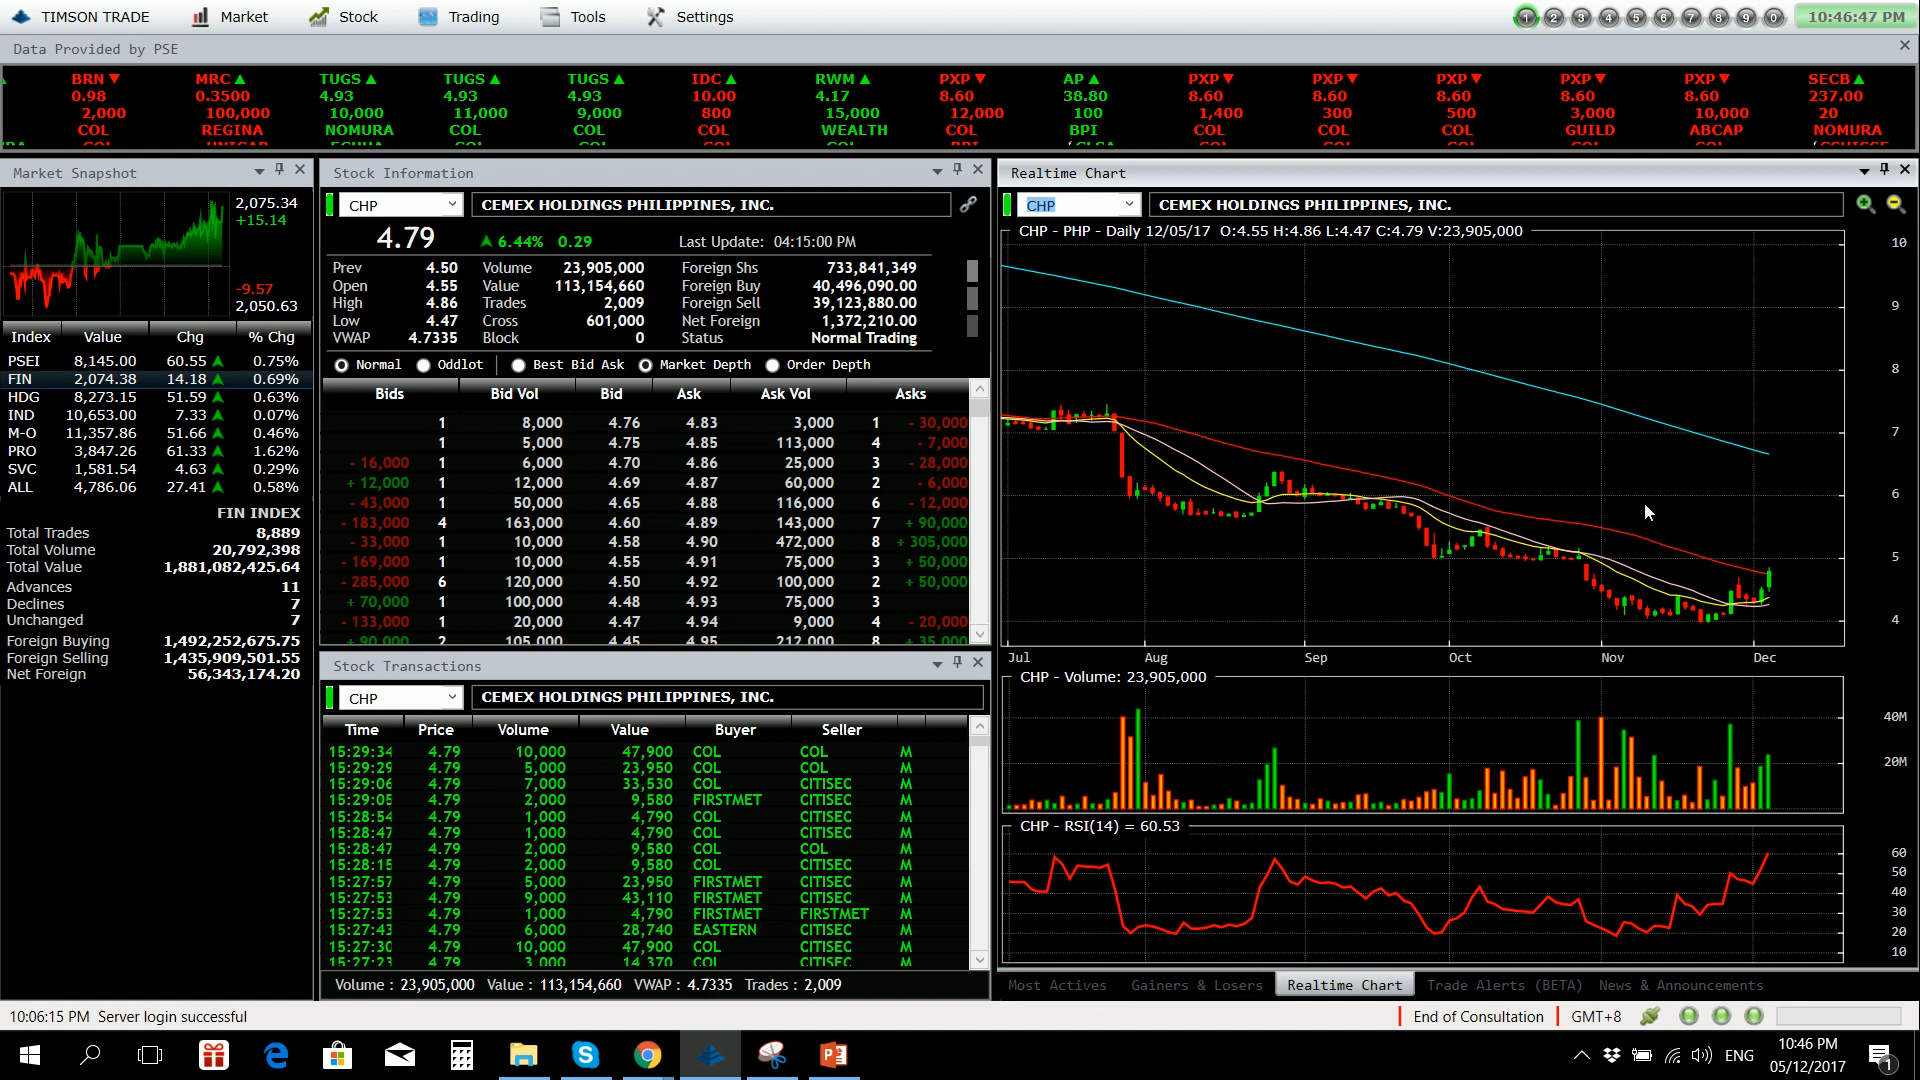 TIMSON TRADE Market Stock Trading Tools Settings 1 2 3 4 5 6 7 8 9 0 10:46:47 PM
Data Provided by PSE
BRN MRC TUGS TUGS TUGS IDC RWM PXP AP PXP PXP PXP PXP PXP SECB
0.98 0.3500 4.93 4.93 4.93 10.00 4.17 8.60 38.80 8.60 8.60 8.60 8.60 8.60 237.00
2,000 100,000 10,000 11,000 9,000 800 15,000 12,000 100 1,400 300 500 3,000 10,000 20
COL REGINA NOMURA COL COL COL WEALTH COL BPI COL COL COL GUILD ABCAP NOMURA
Market Snapshot
2,075.34
+15.14
-9.57
2,050.63
Index Value Chg % Chg
PSEI 8,145.00 60.55 0.75%
FIN 2,074.38 14.18 0.69%
HDG 8,273.15 51.59 0.63%
IND 10,653.00 7.33 0.07%
M-O 11,357.86 51.66 0.46%
PRO 3,847.26 61.33 1.62%
SVC 1,581.54 4.63 0.29%
ALL 4,786.06 27.41 0.58%
FIN INDEX
Total Trades 8,889
Total Volume 20,792,398
Total Value 1,881,082,425.64
Advances 11
Declines 7
Unchanged 7
Foreign Buying 1,492,252,675.75
Foreign Selling 1,435,909,501.55
Net Foreign 56,343,174.20
Stock Information
CHP CEMEX HOLDINGS PHILIPPINES, INC.
4.79 6.44% 0.29 Last Update: 04:15:00 PM
Prev 4.50 Volume 23,905,000 Foreign Shs 733,841,349
Open 4.55 Value 113,154,660 Foreign Buy 40,496,090.00
High 4.86 Trades 2,009 Foreign Sell 39,123,880.00
Low 4.47 Cross 601,000 Net Foreign 1,372,210.00
VWAP 4.7335 Block 0 Status Normal Trading
Normal Oddlot Best Bid Ask Market Depth Order Depth
Bids Bid Vol Bid Ask Ask Vol Asks
1 8,000 4.76 4.83 3,000 1 - 30,000
1 5,000 4.75 4.85 113,000 4 - 7,000
- 16,000 1 6,000 4.70 4.86 25,000 3 - 28,000
+ 12,000 1 12,000 4.69 4.87 60,000 2 - 6,000
- 43,000 1 50,000 4.65 4.88 116,000 6 - 12,000
- 183,000 4 163,000 4.60 4.89 143,000 7 + 90,000
- 33,000 1 10,000 4.58 4.90 472,000 8 + 305,000
- 169,000 1 10,000 4.55 4.91 75,000 3 + 50,000
- 285,000 6 120,000 4.50 4.92 100,000 2 + 50,000
+ 70,000 1 100,000 4.48 4.93 75,000 3
- 133,000 1 20,000 4.47 4.94 9,000 4 - 20,000
+ 90,000 2 105,000 4.45 4.95 212,000 8 + 35,000
Stock Transactions
CHP CEMEX HOLDINGS PHILIPPINES, INC.
Time Price Volume Value Buyer Seller
15:29:34 4.79 10,000 47,900 COL COL M
15:29:29 4.79 5,000 23,950 COL COL M
15:29:06 4.79 7,000 33,530 COL CITISEC M
15:29:05 4.79 2,000 9,580 FIRSTMET CITISEC M
15:28:54 4.79 1,000 4,790 COL CITISEC M
15:28:47 4.79 1,000 4,790 COL CITISEC M
15:28:47 4.79 2,000 9,580 COL COL M
15:28:15 4.79 2,000 9,580 COL CITISEC M
15:27:57 4.79 5,000 23,950 FIRSTMET CITISEC M
15:27:53 4.79 9,000 43,110 FIRSTMET CITISEC M
15:27:53 4.79 1,000 4,790 FIRSTMET FIRSTMET M
15:27:43 4.79 6,000 28,740 EASTERN CITISEC M
15:27:30 4.79 10,000 47,900 COL CITISEC M
15:27:23 4.79 3,000 14,370 COL CITISEC M
Volume : 23,905,000 Value : 113,154,660 VWAP : 4.7335 Trades : 2,009
Realtime Chart
CHP CEMEX HOLDINGS PHILIPPINES, INC.
CHP - PHP - Daily 12/05/17 O:4.55 H:4.86 L:4.47 C:4.79 V:23,905,000
10
9
8
7
6
5
4
Jul Aug Sep Oct Nov Dec
CHP - Volume: 23,905,000
40M
20M
CHP - RSI(14) = 60.53
60
50
40
30
20
10
Most Actives Gainers & Losers Realtime Chart Trade Alerts (BETA) News & Announcements
10:06:15 PM Server login successful End of Consultation GMT+8
ENG 10:46 PM
05/12/2017 1